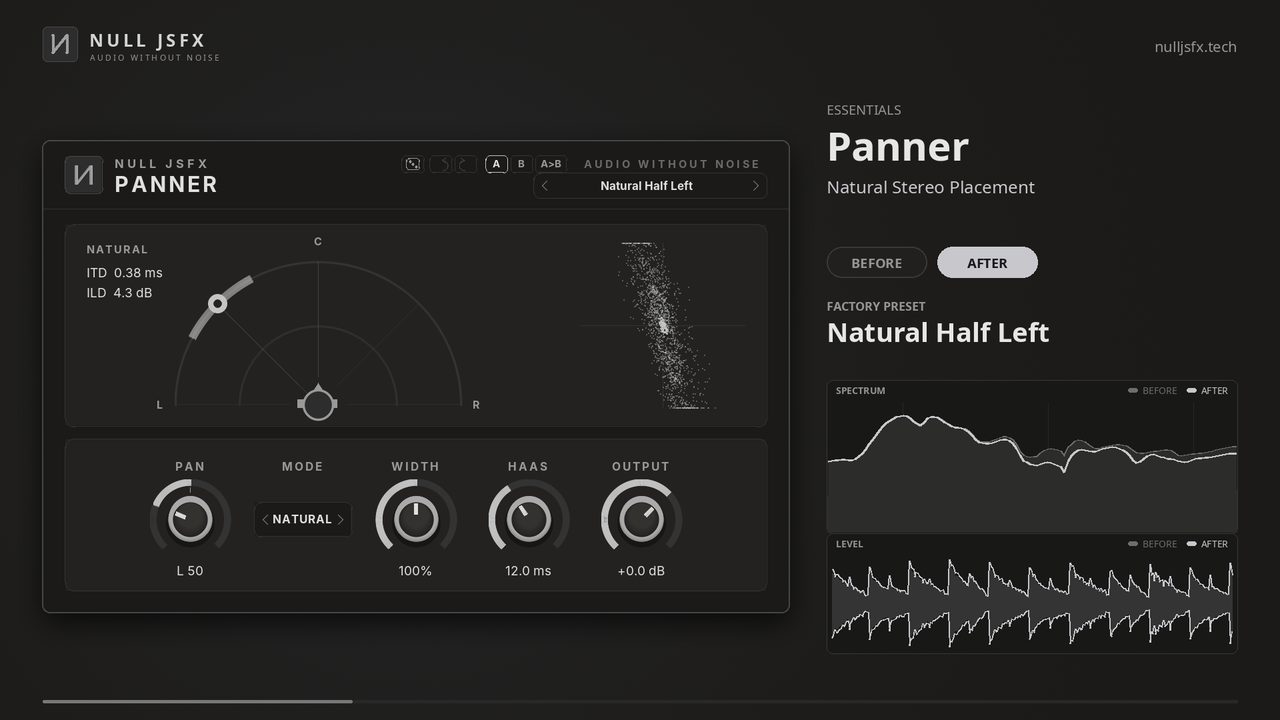 NULL JSFX
AUDIO WITHOUT NOISE
nulljsfx.tech
NULL JSFX
PANNER
A B A>B
AUDIO WITHOUT NOISE
Natural Half Left
NATURAL
ITD 0.38 ms
ILD 4.3 dB
C
L
R
PAN
MODE
WIDTH
HAAS
OUTPUT
NATURAL
L 50
100%
12.0 ms
+0.0 dB
ESSENTIALS
Panner
Natural Stereo Placement
BEFORE
AFTER
FACTORY PRESET
Natural Half Left
SPECTRUM
BEFORE
AFTER
LEVEL
BEFORE
AFTER